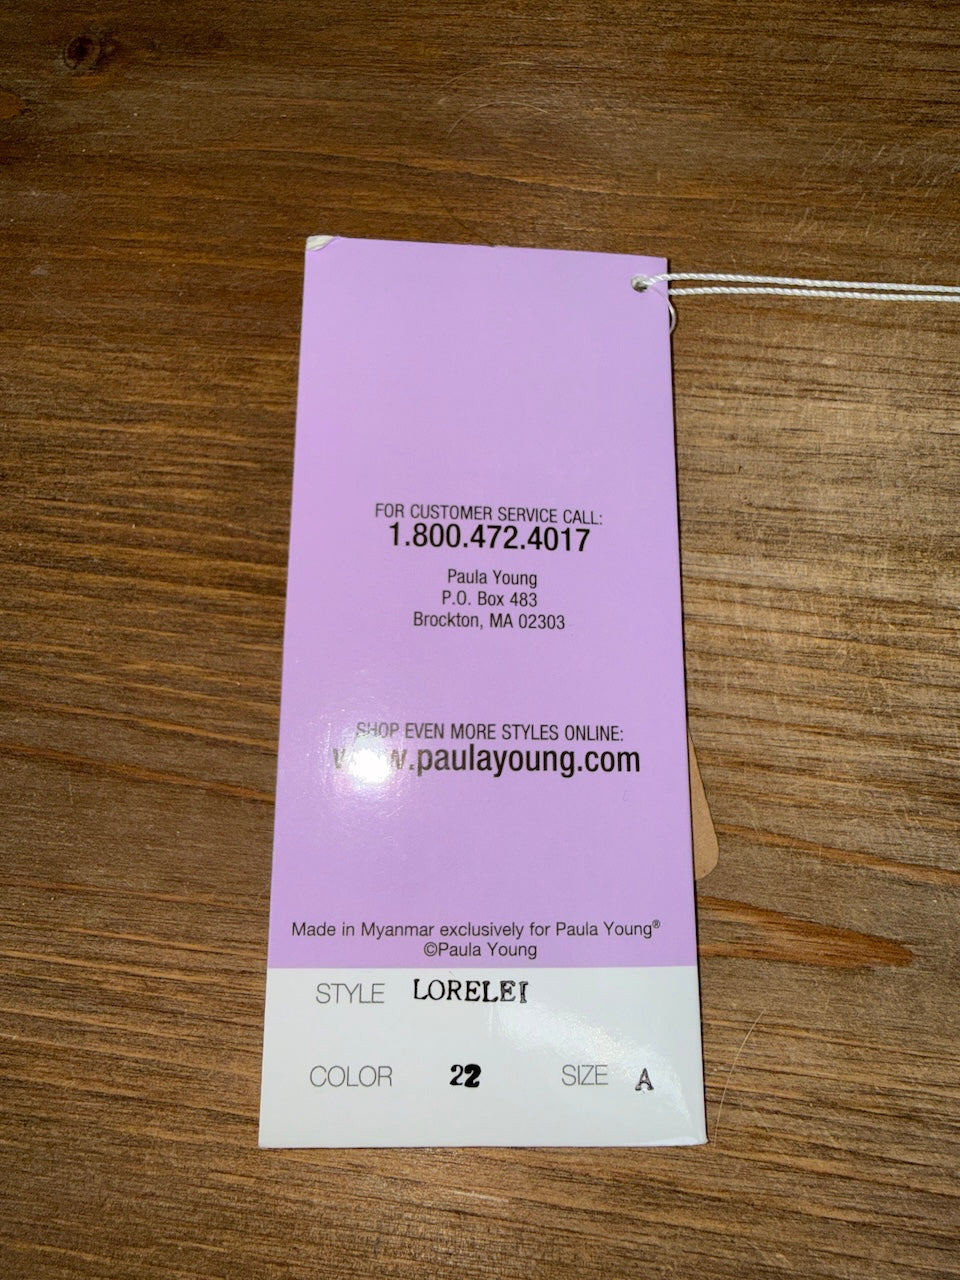 FOR CUSTOMER SERVICE CALL:
1.800.472.4017
Paula Young
P.O. Box 483
Brockton, MA 02303
SHOP EVEN MORE STYLES ONLINE:
www.paulayoung.com
Made in Myanmar exclusively for Paula Young®
©Paula Young
STYLE LORELEI
COLOR 22 SIZE A